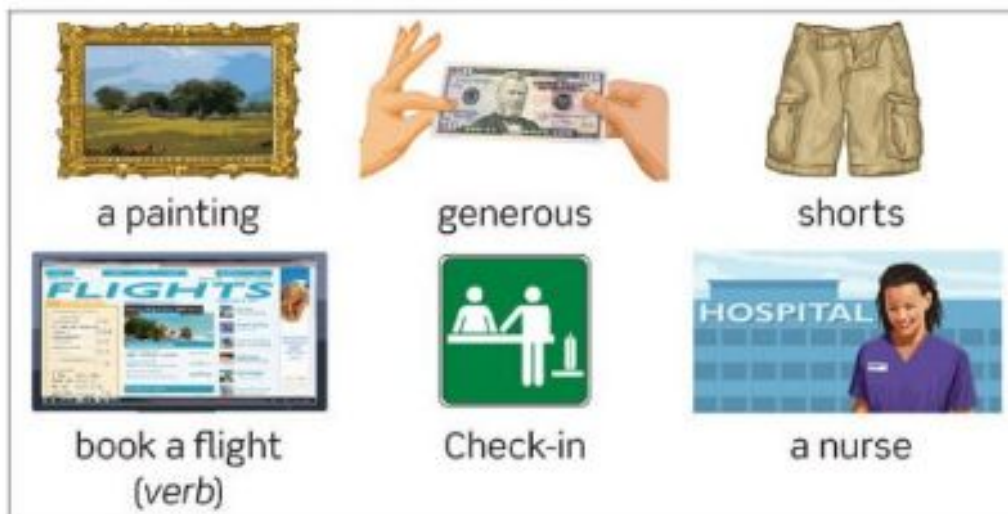 a painting
generous
shorts
FLIGHTS
HOSPITAL
book a flight
(verb)
Check-in
a nurse